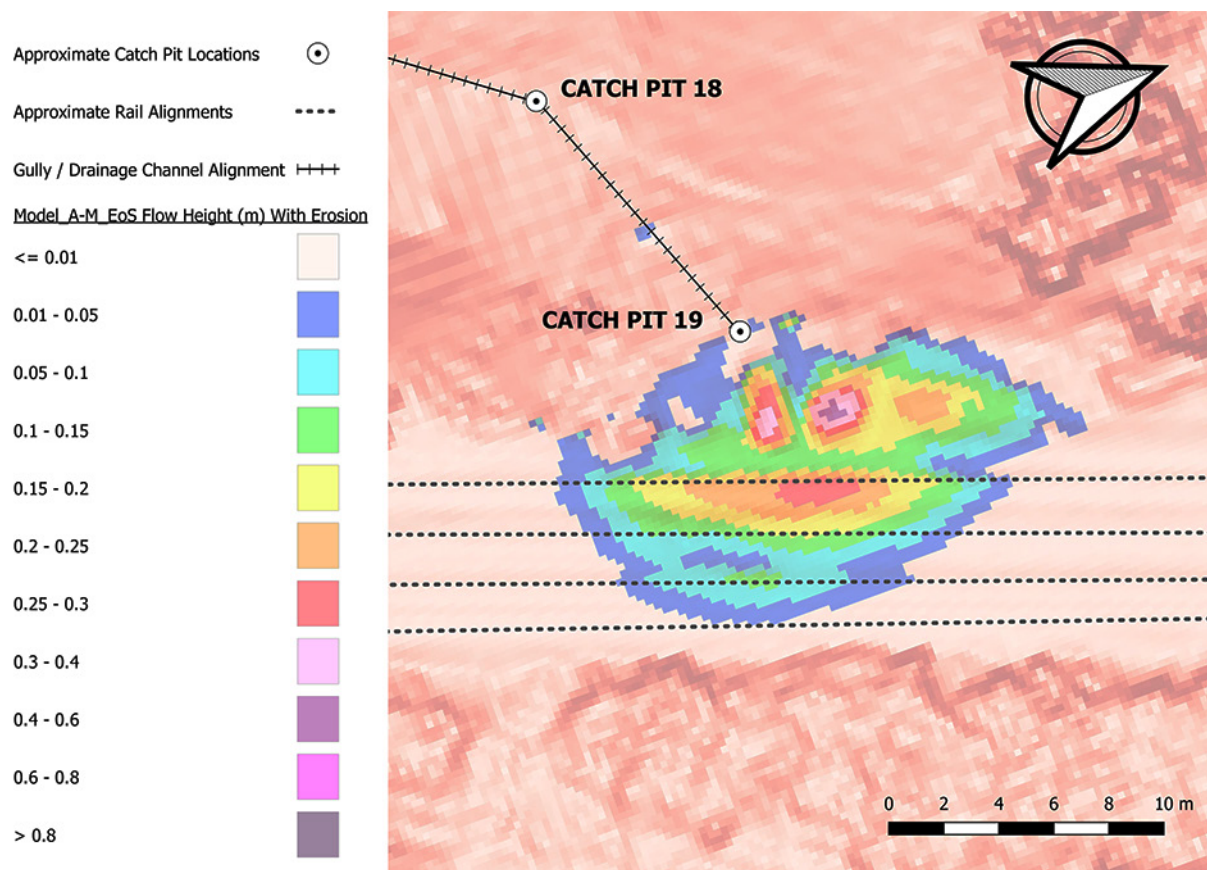 Approximate Catch Pit Locations
Approximate Rail Alignments
Gully / Drainage Channel Alignment
Model_A-M_EoS Flow Height (m) With Erosion
<= 0.01
0.01 - 0.05
0.05 - 0.1
0.1 - 0.15
0.15 - 0.2
0.2 - 0.25
0.25 - 0.3
0.3 - 0.4
0.4 - 0.6
0.6 - 0.8
> 0.8
CATCH PIT 18
CATCH PIT 19
0 2 4 6 8 10 m